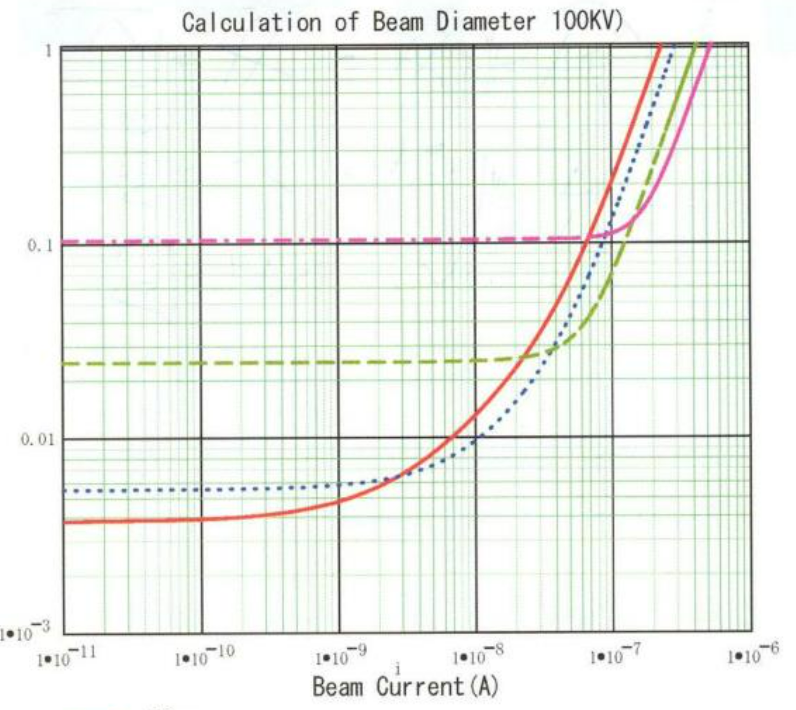 Calculation of Beam Diameter 100KV)
1
0.1
0.01
1•10⁻³
1•10⁻¹¹ 1•10⁻¹⁰ 1•10⁻⁹ 1•10⁻⁸ 1•10⁻⁷ 1•10⁻⁶
i
Beam Current(A)